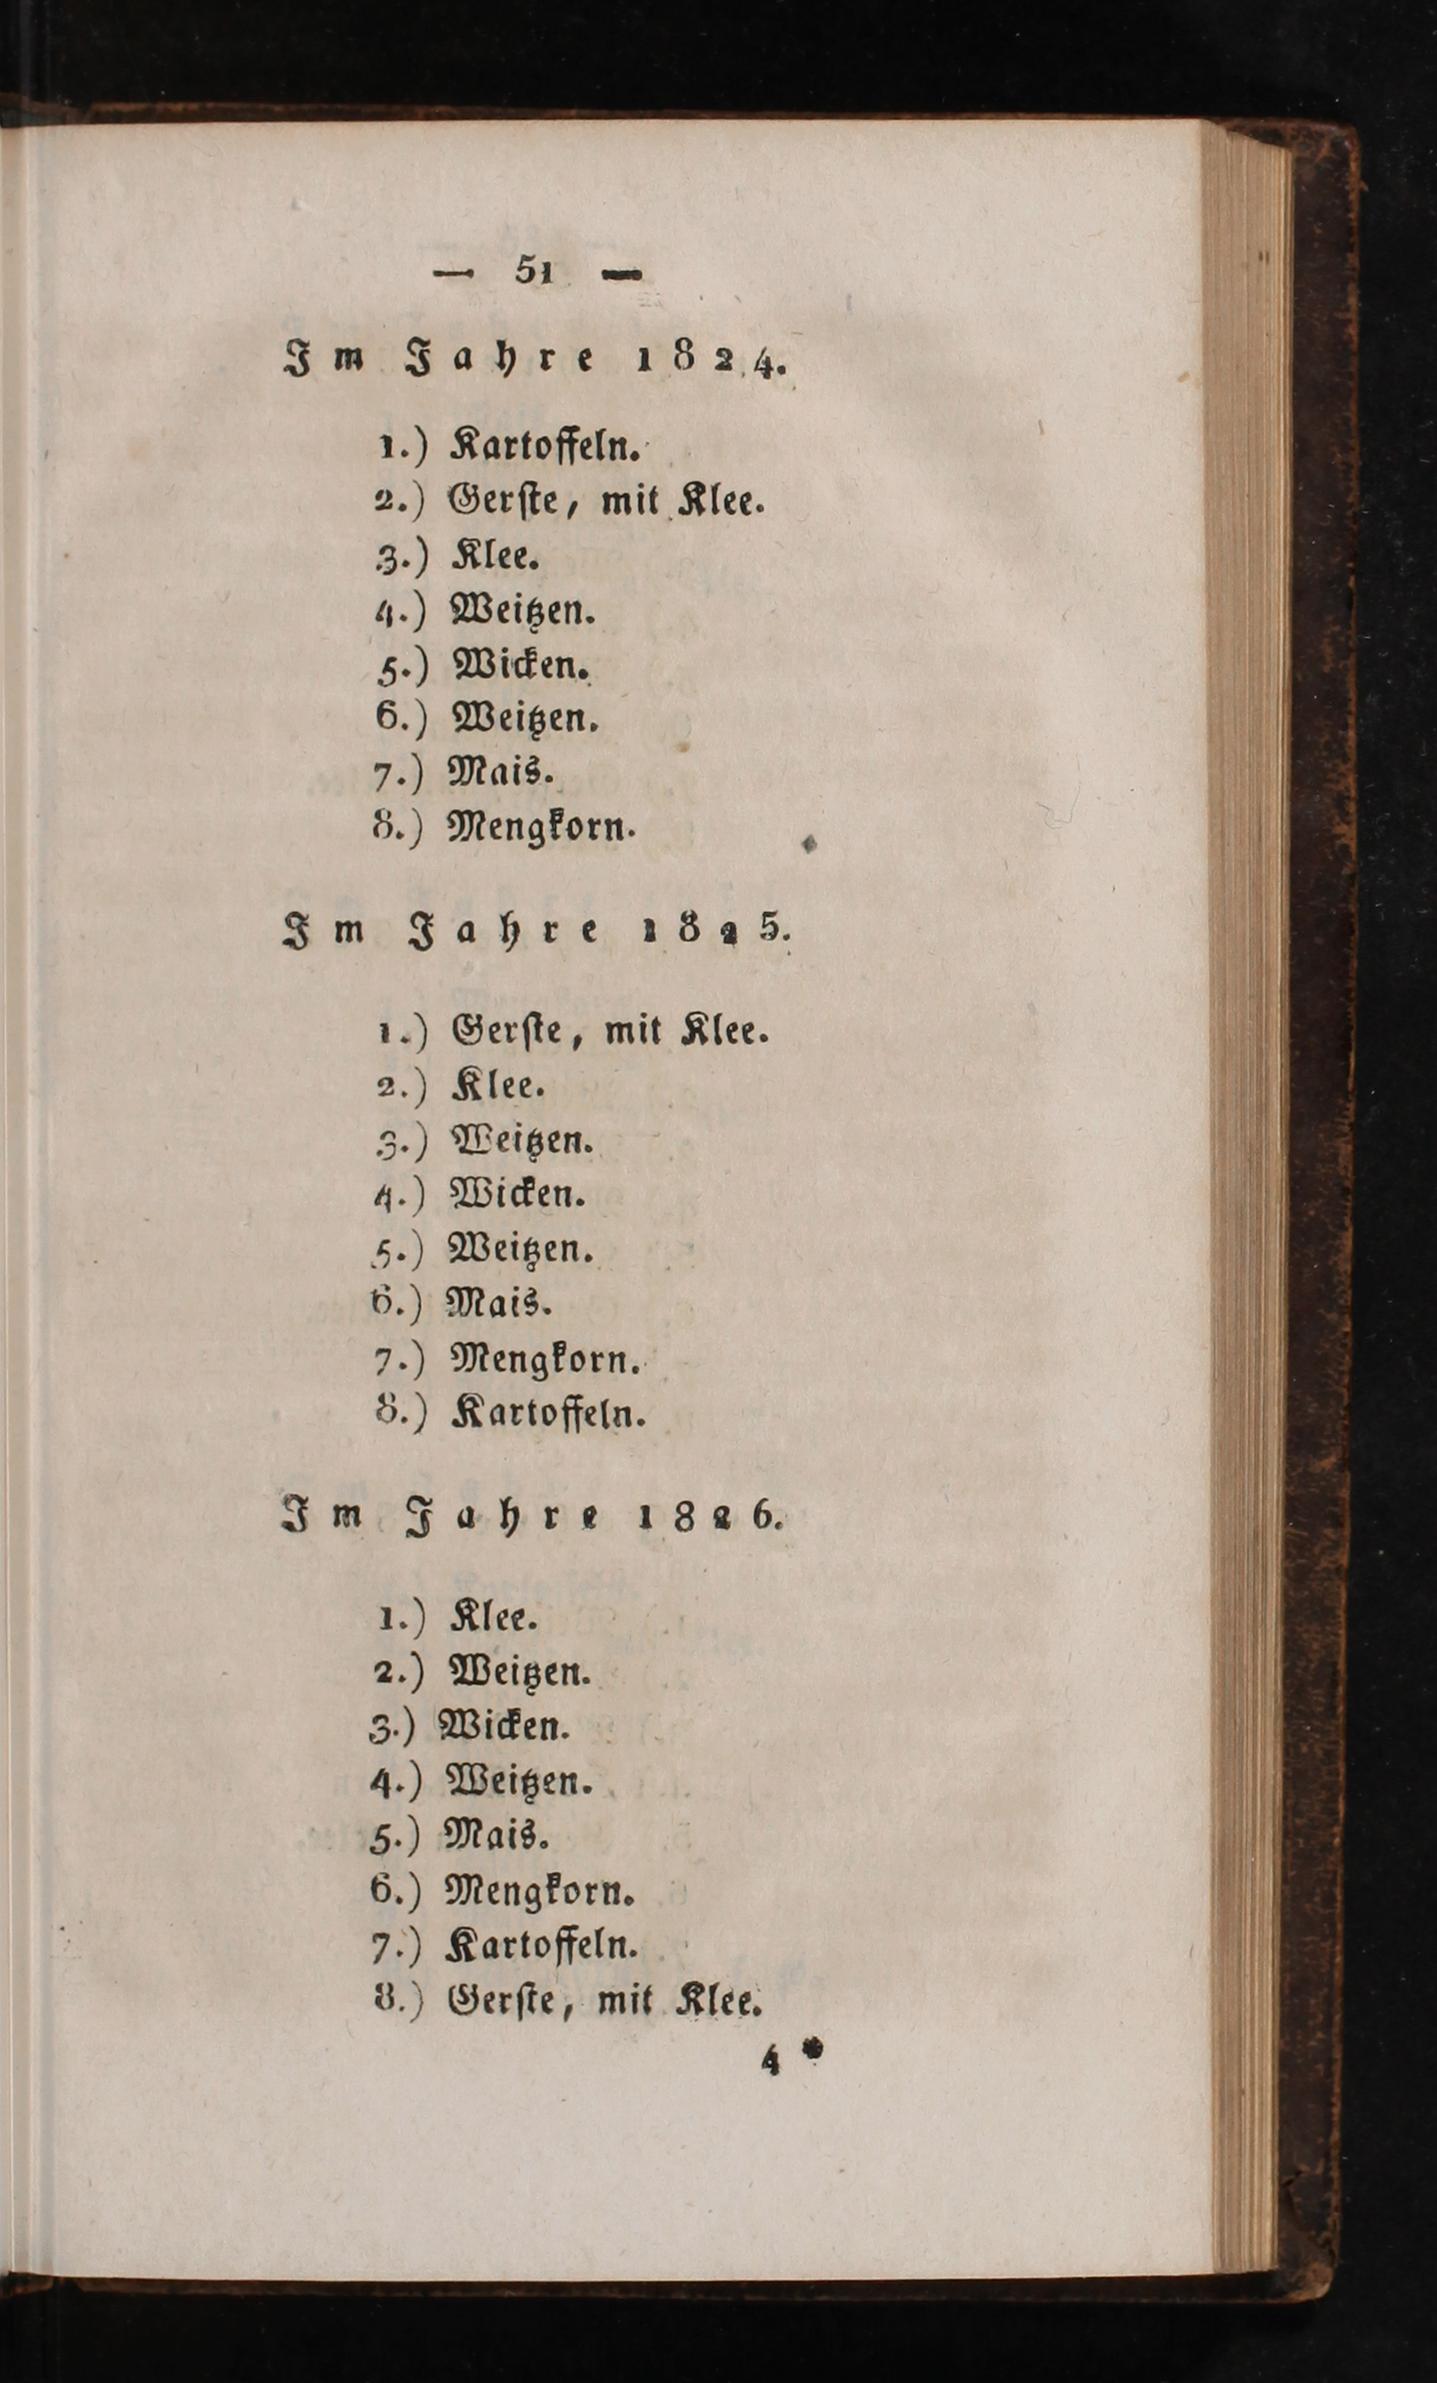 — 51 —
Im Jahre 1824.
1.) Kartoffeln.
2.) Gerſte, mit Klee.
3.) Klee.
4.) Weitzen.
5.) Wicken.
6.) Weitzen.
7.) Mais.
8.) Mengkorn.
Im Jahre 1825.
1.) Gerſte, mit Klee.
2.) Klee.
3.) Weitzen.
4.) Wicken.
5.) Weitzen.
6.) Mais.
7.) Mengkorn.
8.) Kartoffeln.
Im Jahre 1826.
1.) Klee.
2.) Weitzen.
3.) Wicken.
4.) Weitzen.
5.) Mais.
6.) Mengkorn.
7.) Kartoffeln.
8.) Gerſte, mit Klee.
4 *